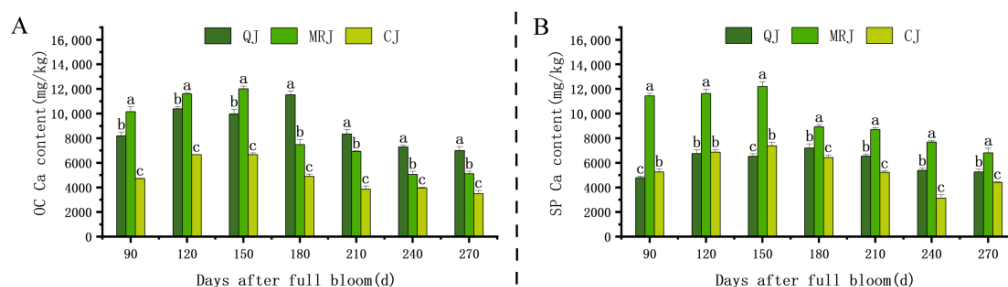 A
OC Ca content(mg/kg)
16,000
14,000
12,000
10,000
8000
6000
4000
2000
0
QJ MRJ CJ
b a c
b a c
b a c
a b c
a b c
a b c
a b c
90 120 150 180 210 240 270
Days after full bloom(d)
B
SP Ca content(mg/kg)
16,000
14,000
12,000
10,000
8000
6000
4000
2000
0
QJ MRJ CJ
c a b
b a b
c a b
b a c
b a c
b a c
b a c
90 120 150 180 210 240 270
Days after full bloom(d)